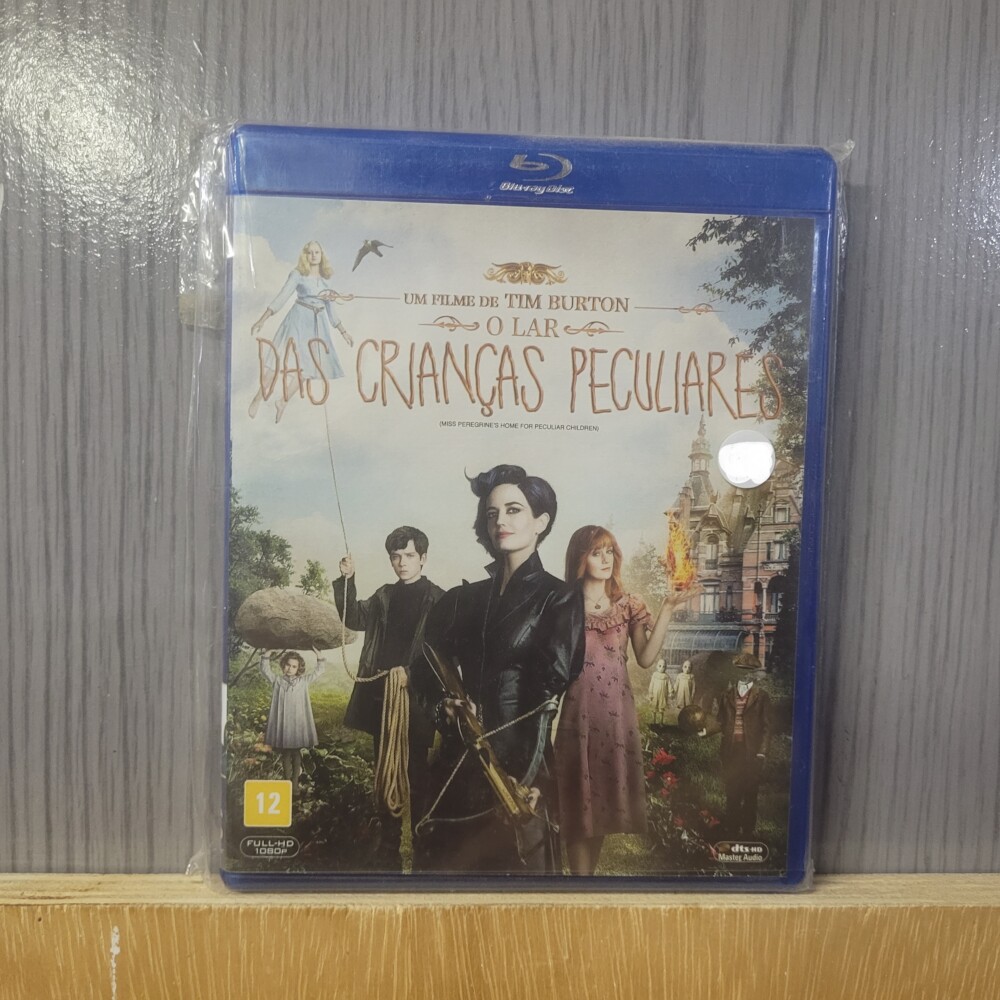 Blu-ray Disc
UM FILME DE TIM BURTON
O LAR
DAS CRIANÇAS PECULIARES
(MISS PEREGRINE'S HOME FOR PECULIAR CHILDREN)
12
FULL-HD
1080P
dts-HD
Master Audio